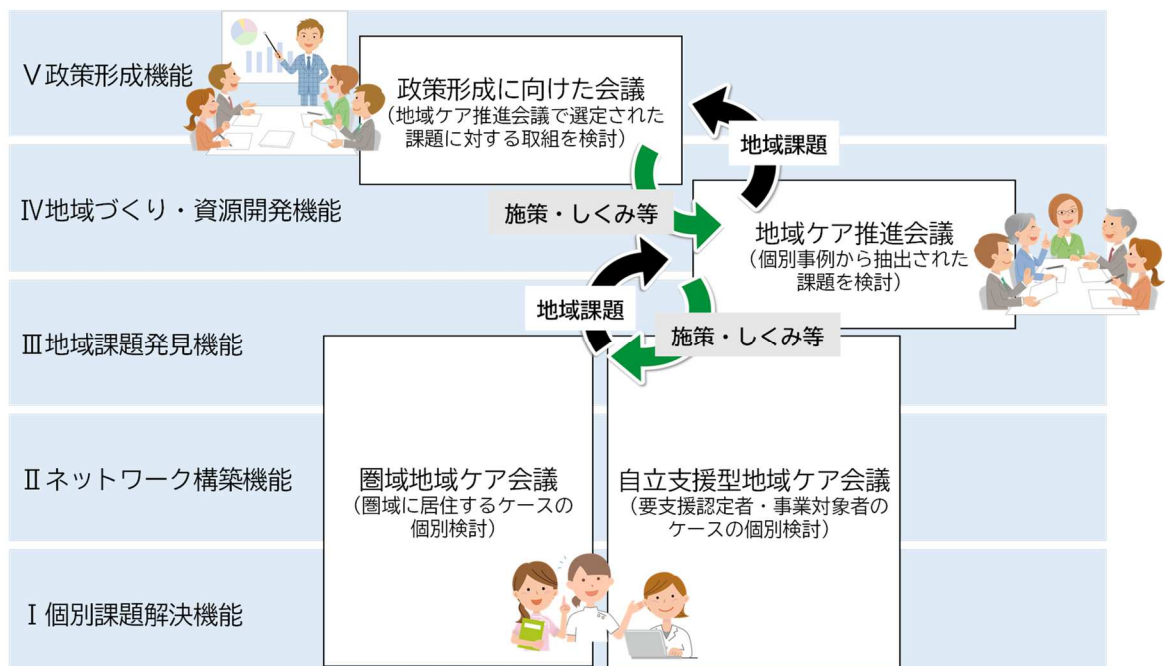 Ⅴ政策形成機能
政策形成に向けた会議
（地域ケア推進会議で選定された
課題に対する取組を検討）
地域課題
Ⅳ地域づくり・資源開発機能
施策・しくみ等
地域ケア推進会議
（個別事例から抽出された
課題を検討）
地域課題
施策・しくみ等
Ⅲ地域課題発見機能
Ⅱネットワーク構築機能
圏域地域ケア会議
（圏域に居住するケースの
個別検討）
自立支援型地域ケア会議
（要支援認定者・事業対象者の
ケースの個別検討）
Ⅰ個別課題解決機能